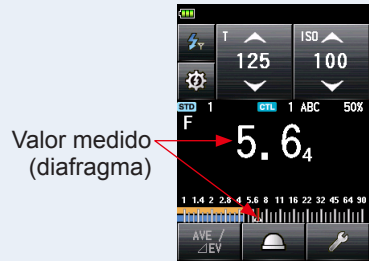 T ISO
125 100
STD 1 CTL 1 ABC 50%
F 5.6₄
Valor medido
(diafragma)
1 1.4 2 2.8 4 5.6 8 11 16 22 32 45 64 90
AVE /
⊿EV